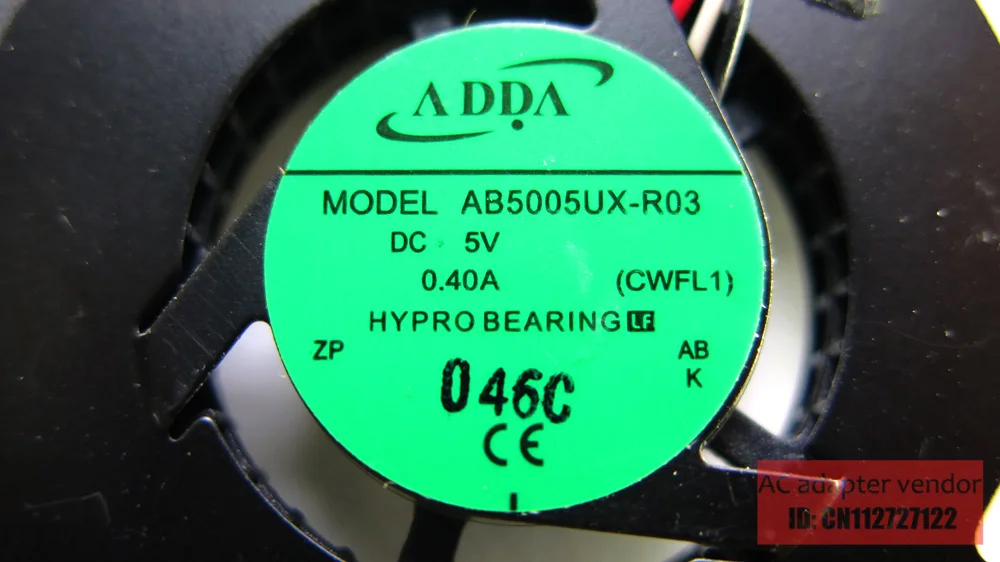 ADDA
MODEL AB5005UX-R03
DC 5V
0.40A (CWFL1)
HYPRO BEARING LF
ZP AB
K
046C
CE
AC adapter vendor
ID: CN112727122